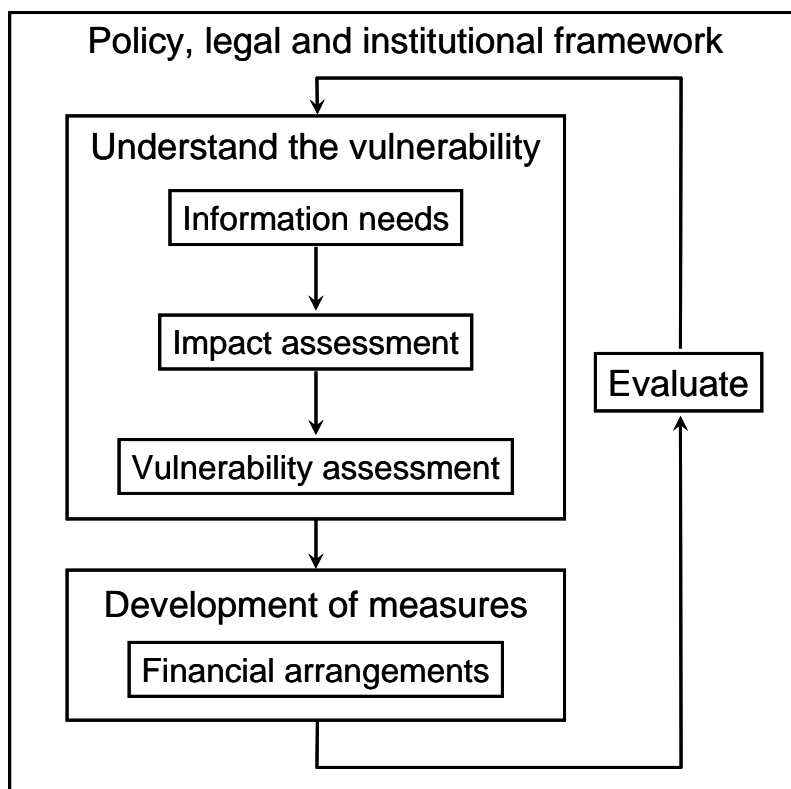 Policy, legal and institutional framework
Understand the vulnerability
Information needs
Impact assessment
Evaluate
Vulnerability assessment
Development of measures
Financial arrangements